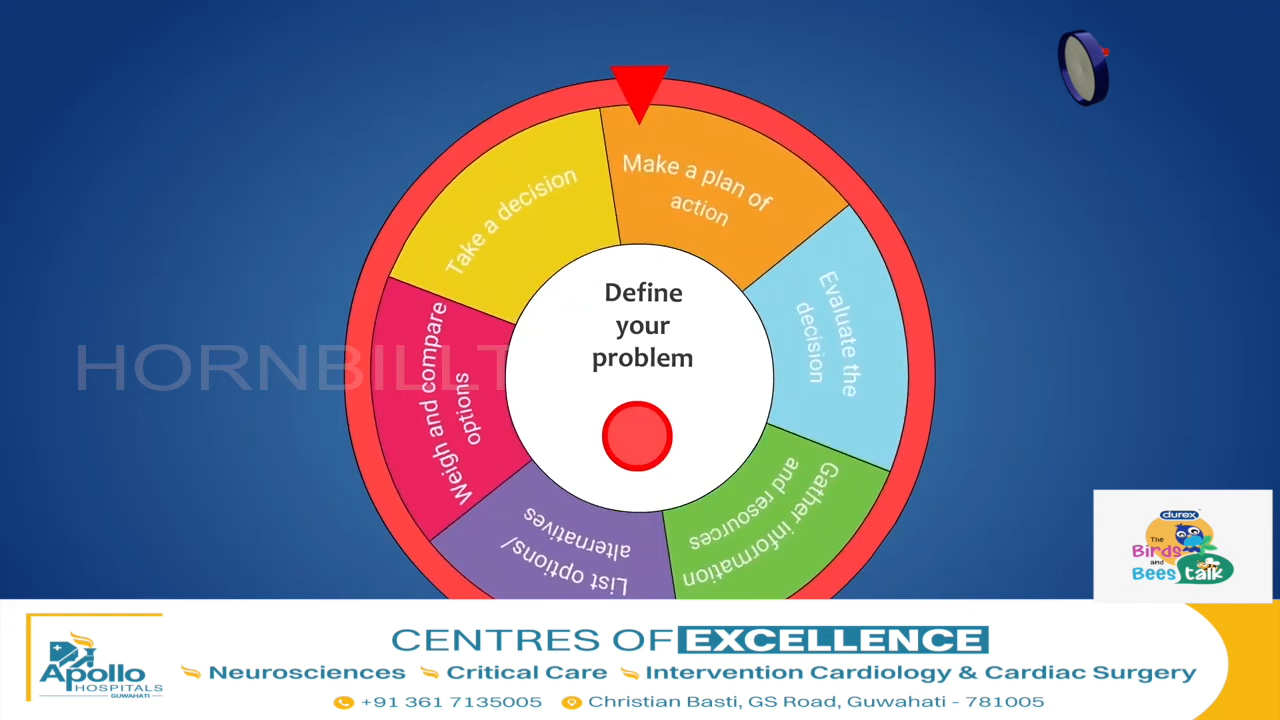 Make a plan of
action
Take a decision
Evaluate the
decision
Define
your
problem
HORNBILLT
Weigh and compare
options
Gather information
and resources
List options/
alternatives
durex
The
Birds
and
Bees talk
CENTRES OF EXCELLENCE
Neurosciences Critical Care Intervention Cardiology & Cardiac Surgery
+91 361 7135005 Christian Basti, GS Road, Guwahati - 781005
Apollo
HOSPITALS
GUWAHATI